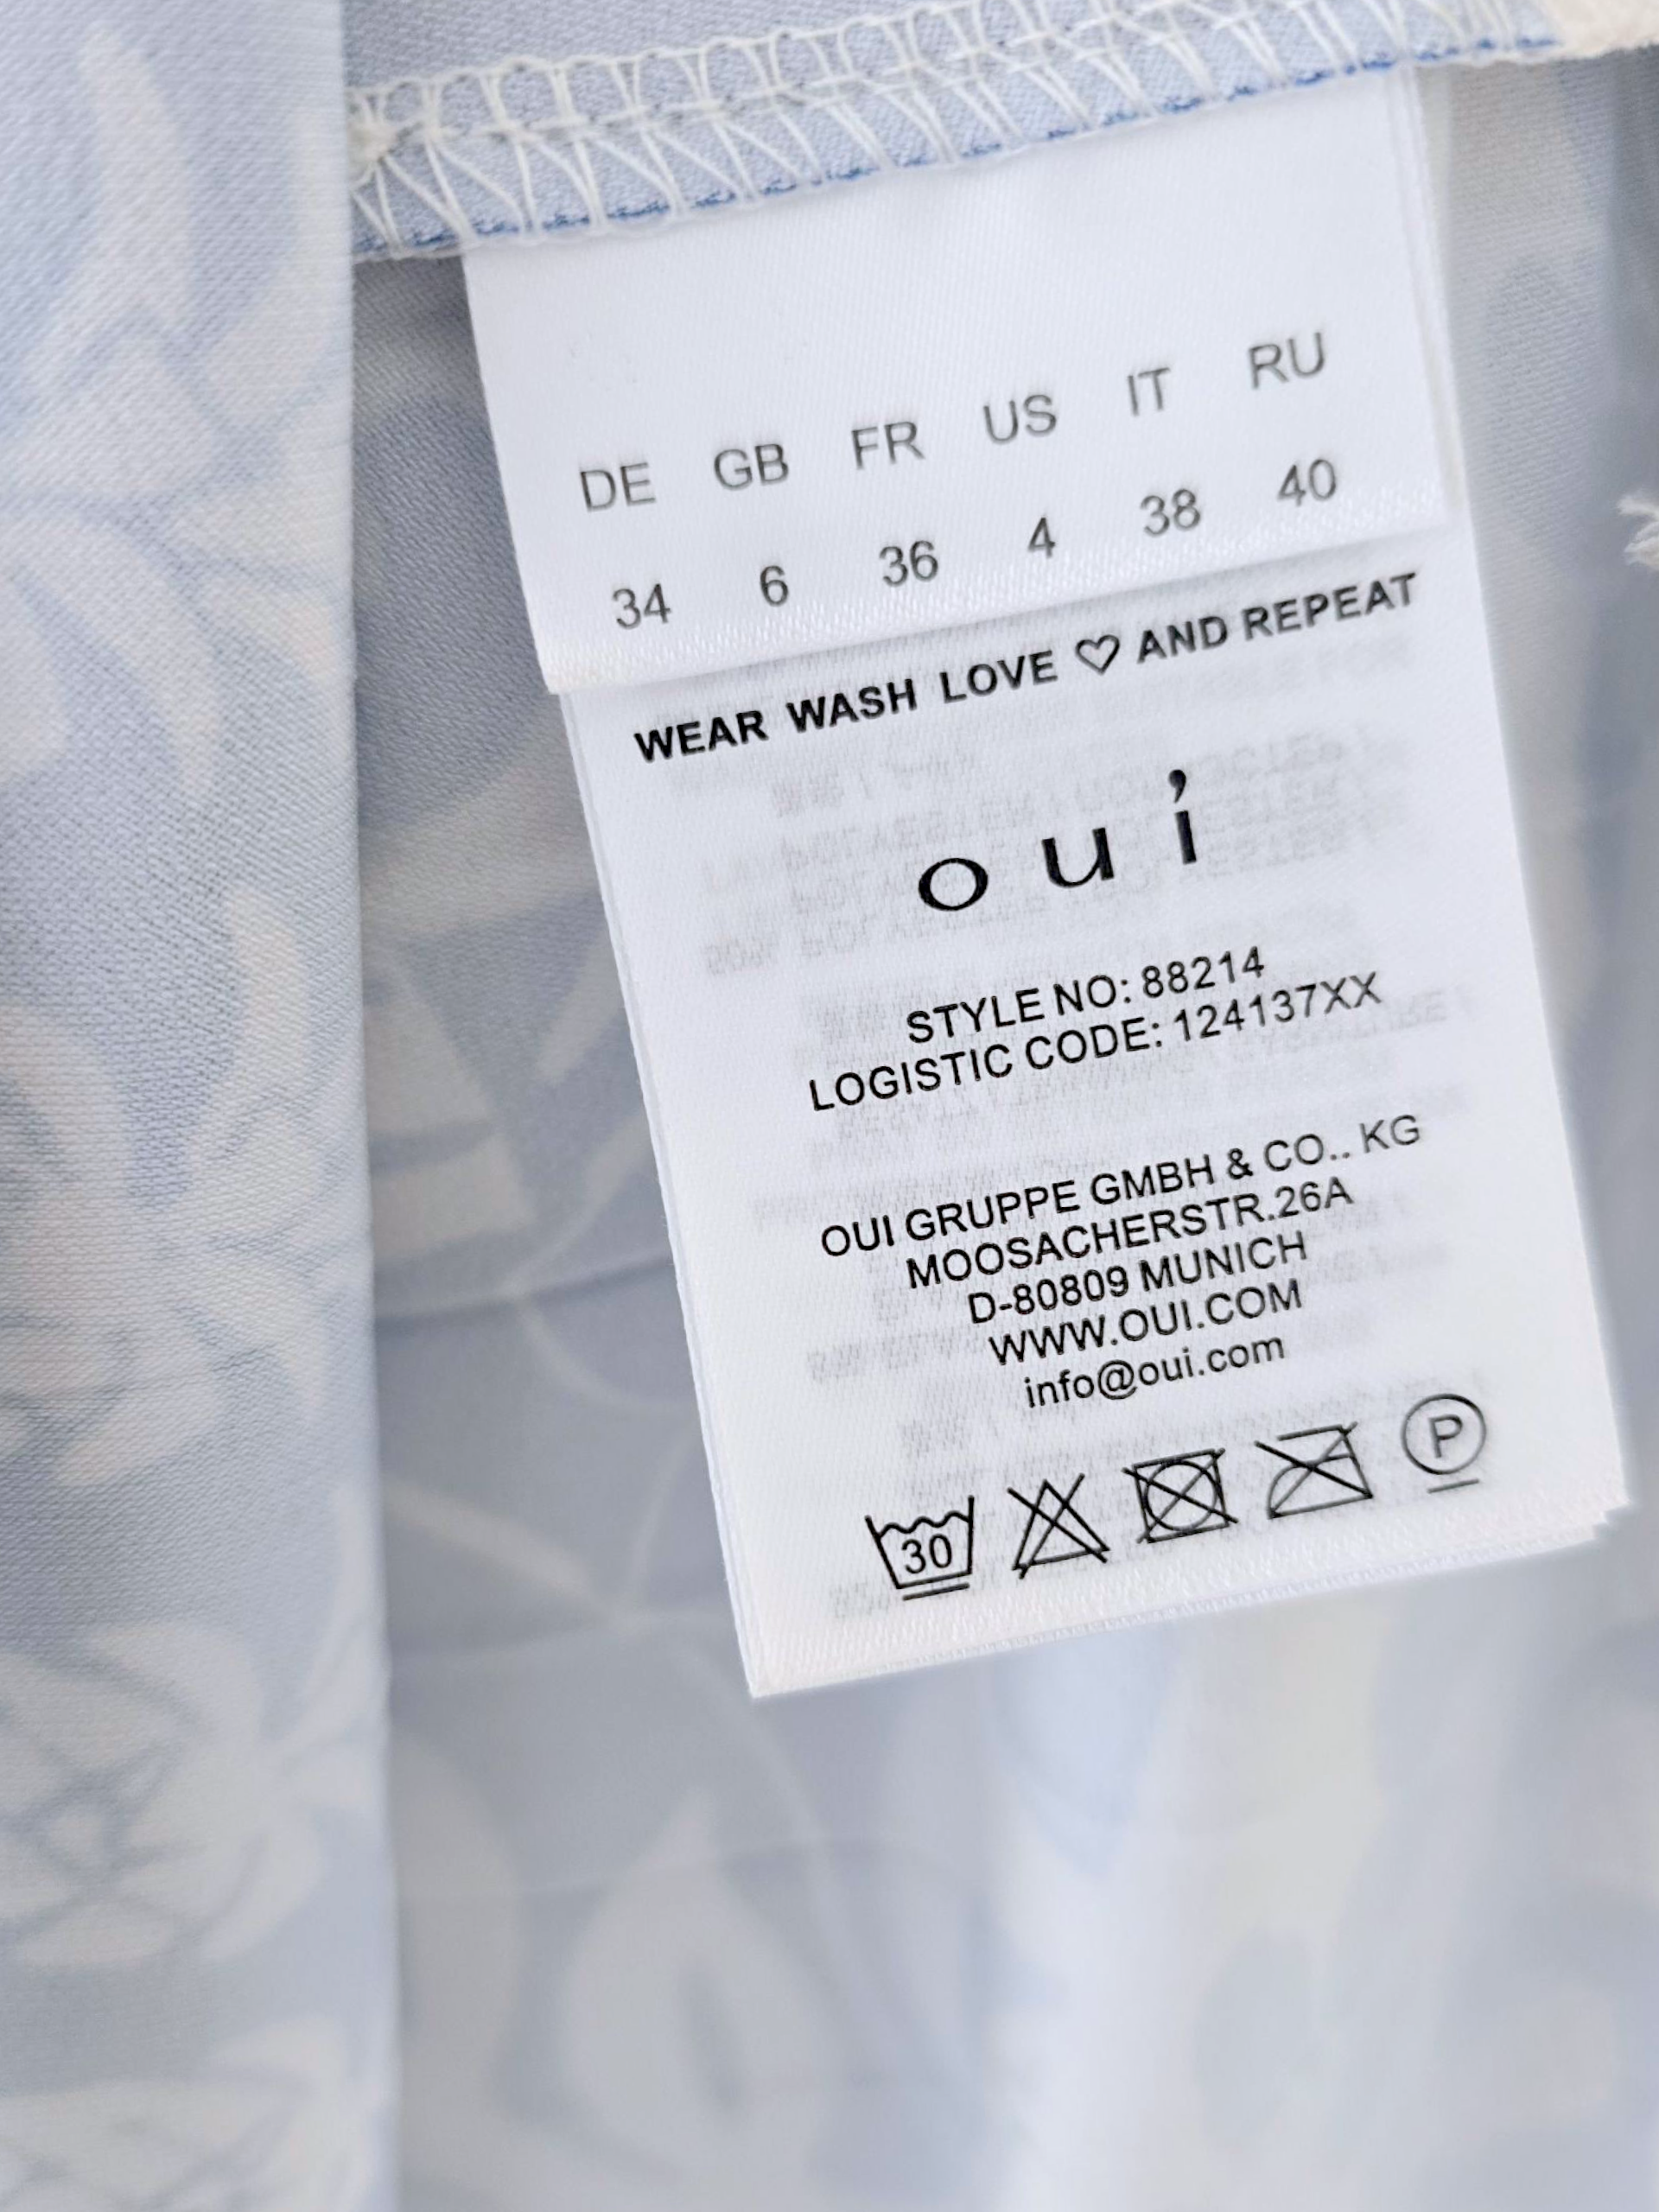 DE GB FR US IT RU
34 6 36 4 38 40
WEAR WASH LOVE ♡ AND REPEAT
ouí
STYLE NO: 88214
LOGISTIC CODE: 124137XX
OUI GRUPPE GMBH & CO.. KG
MOOSACHERSTR.26A
D-80809 MUNICH
WWW.OUI.COM
info@oui.com
30 P